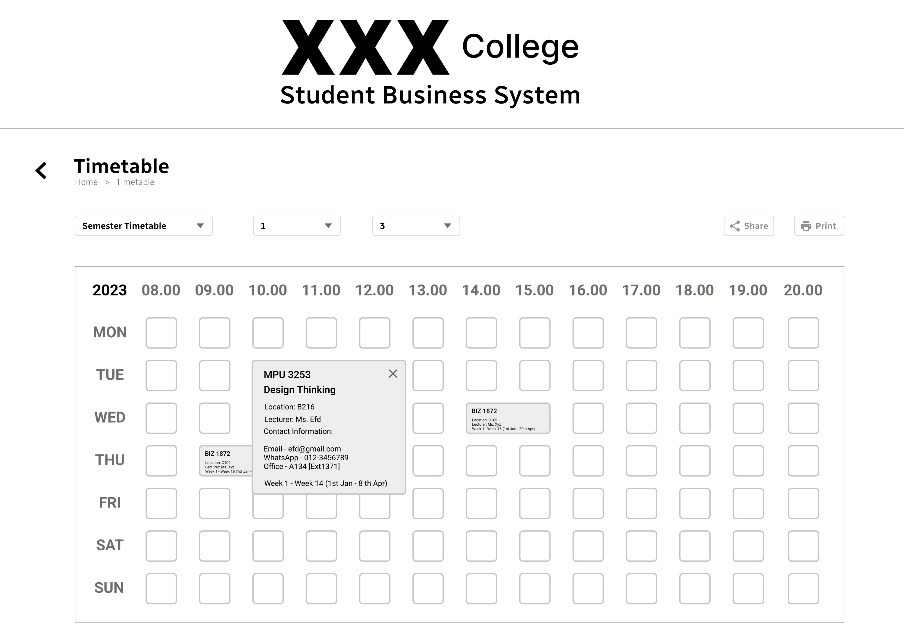 XXX College
Student Business System
Timetable
Home > Timetable
Semester Timetable
1
3
Share
Print
2023 08.00 09.00 10.00 11.00 12.00 13.00 14.00 15.00 16.00 17.00 18.00 19.00 20.00
MON
TUE
MPU 3253
Design Thinking
Location: B216
Lecturer: Ms. Efd
Contact Information:
Email - efd@gmail.com
WhatsApp - 012-3456789
Office - A134 [Ext1371]
Week 1 - Week 14 (1st Jan - 8 th Apr)
WED
BIZ 1872
Lecturer: Ms.
THU
BIZ 1872
FRI
SAT
SUN